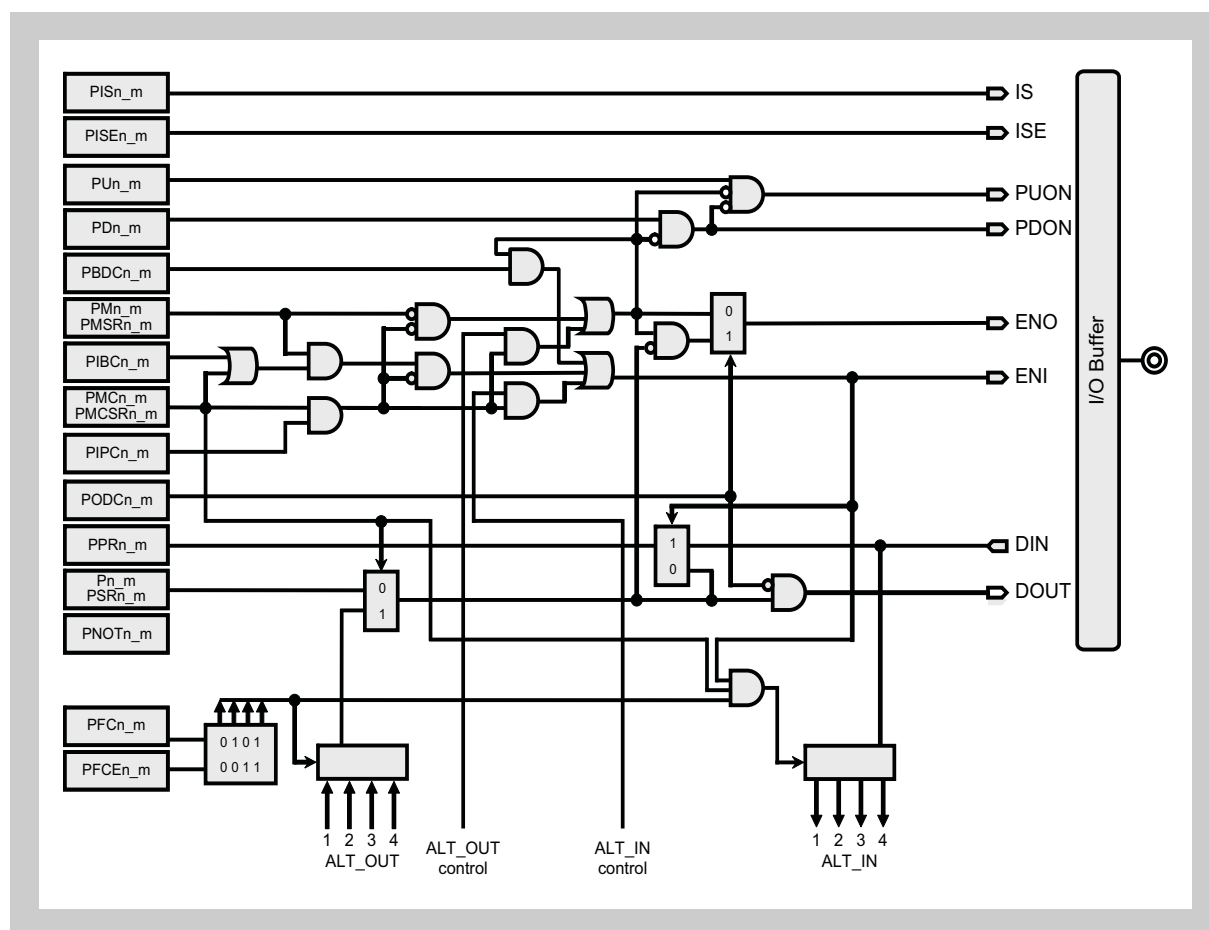 PISn_m
IS
PISEn_m
ISE
PUn_m
PUON
PDn_m
PDON
PBDCn_m
PMn_m
PMSRn_m
0
1
ENO
PIBCn_m
ENI
PMCn_m
PMCSRn_m
PIPCn_m
PODCn_m
PPRn_m
1
0
DIN
Pn_m
PSRn_m
0
1
DOUT
PNOTn_m
I/O Buffer
PFCn_m
0 1 0 1
PFCEn_m
0 0 1 1
1 2 3 4
ALT_OUT
ALT_OUT
control
ALT_IN
control
1 2 3 4
ALT_IN